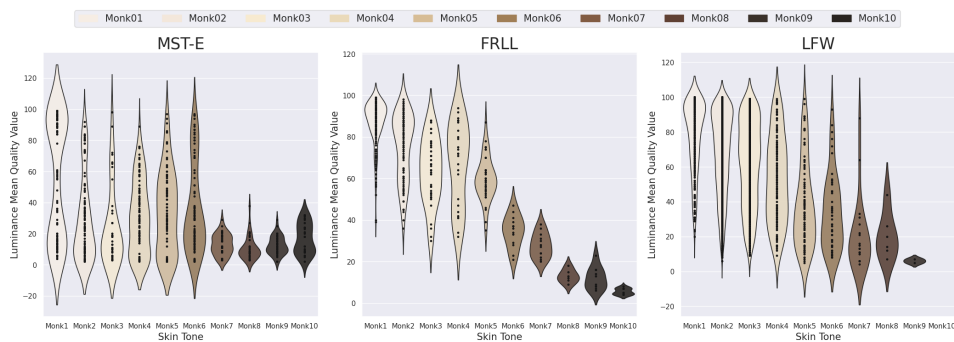 Monk01 Monk02 Monk03 Monk04 Monk05 Monk06 Monk07 Monk08 Monk09 Monk10
MST-E
Luminance Mean Quality Value
120
100
80
60
40
20
0
−20
Monk1 Monk2 Monk3 Monk4 Monk5 Monk6 Monk7 Monk8 Monk9 Monk10
Skin Tone
FRLL
Luminance Mean Quality Value
120
100
80
60
40
20
0
Monk1 Monk2 Monk3 Monk4 Monk5 Monk6 Monk7 Monk8 Monk9 Monk10
Skin Tone
LFW
Luminance Mean Quality Value
120
100
80
60
40
20
0
−20
Monk1 Monk2 Monk3 Monk4 Monk5 Monk6 Monk7 Monk8 Monk9 Monk10
Skin Tone